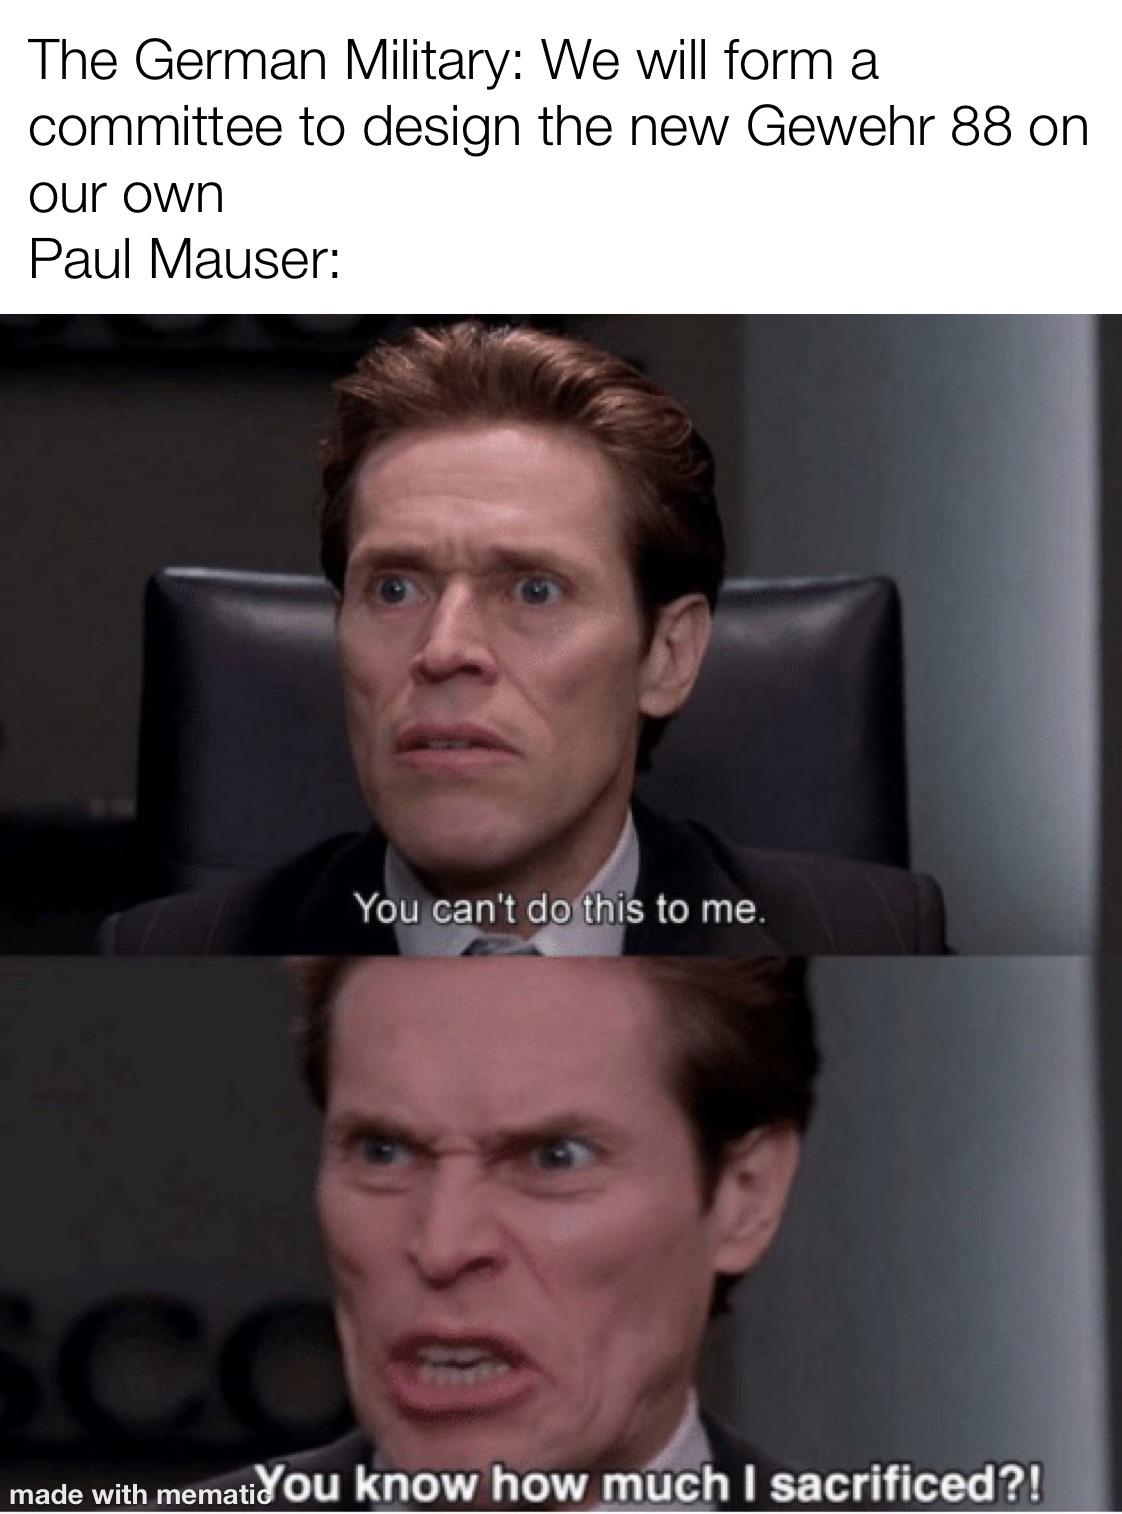 The German Military: We will form a
committee to design the new Gewehr 88 on
our own
Paul Mauser:
You can't do this to me.
SCO
made with mematic
You know how much I sacrificed?!